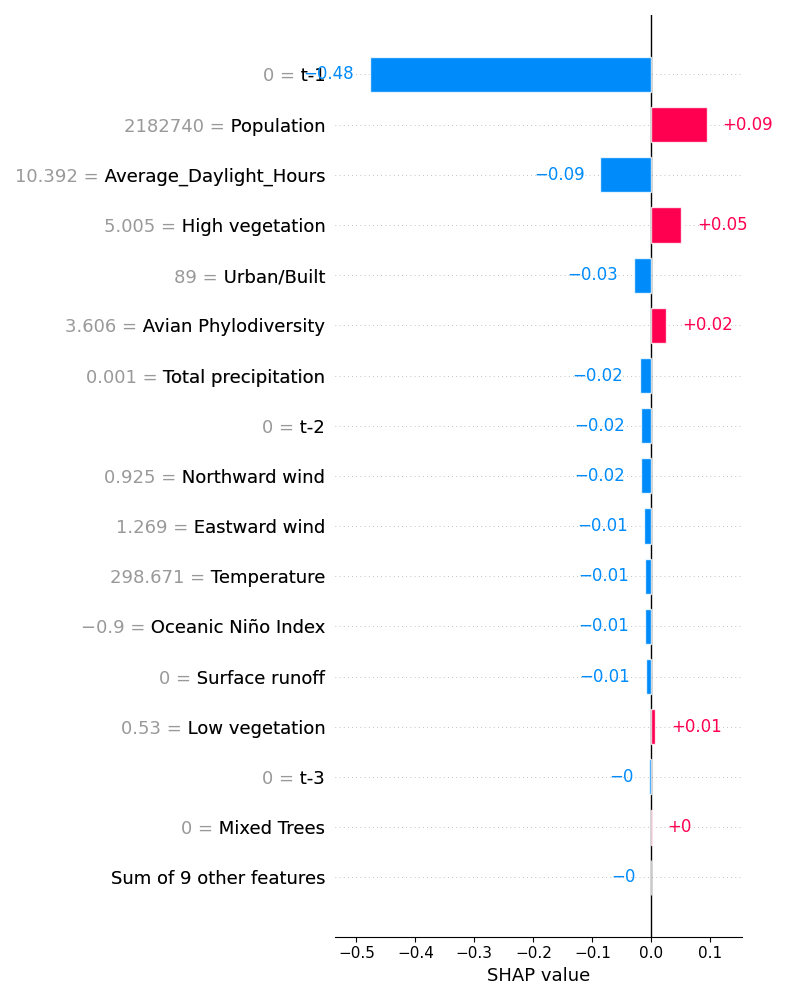 0 = t-1 −0.48
2182740 = Population +0.09
10.392 = Average_Daylight_Hours −0.09
5.005 = High vegetation +0.05
89 = Urban/Built −0.03
3.606 = Avian Phylodiversity +0.02
0.001 = Total precipitation −0.02
0 = t-2 −0.02
0.925 = Northward wind −0.02
1.269 = Eastward wind −0.01
298.671 = Temperature −0.01
−0.9 = Oceanic Niño Index −0.01
0 = Surface runoff −0.01
0.53 = Low vegetation +0.01
0 = t-3 −0
0 = Mixed Trees +0
Sum of 9 other features −0
−0.5 −0.4 −0.3 −0.2 −0.1 0.0 0.1
SHAP value